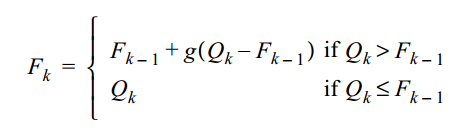 F_k = { F_{k-1} + g(Q_k – F_{k-1}) if Q_k > F_{k-1}
Q_k if Q_k ≤ F_{k-1}